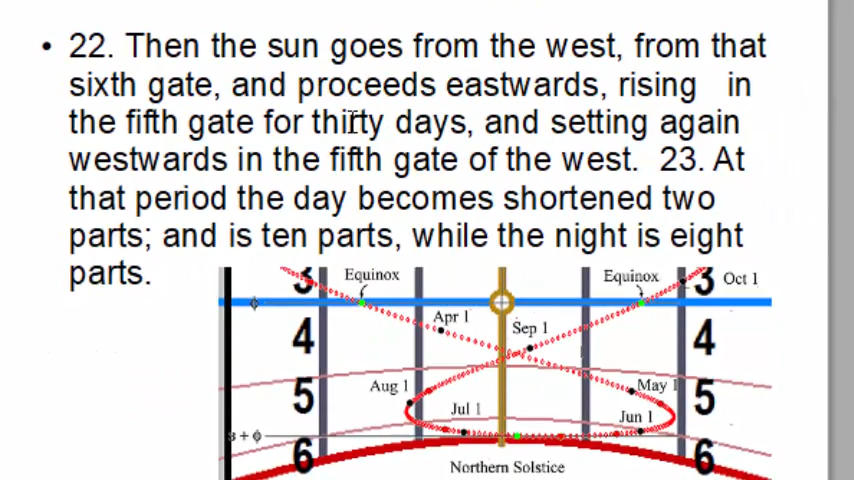 • 22. Then the sun goes from the west, from that
sixth gate, and proceeds eastwards, rising in
the fifth gate for thirty days, and setting again
westwards in the fifth gate of the west. 23. At
that period the day becomes shortened two
parts; and is ten parts, while the night is eight
parts.
3 Equinox Equinox 3 Oct 1
ϕ
4 Apr 1 Sep 1 4
5 Aug 1 May 1 5
Jul 1 Jun 1
+ ϕ
6 Northern Solstice 6